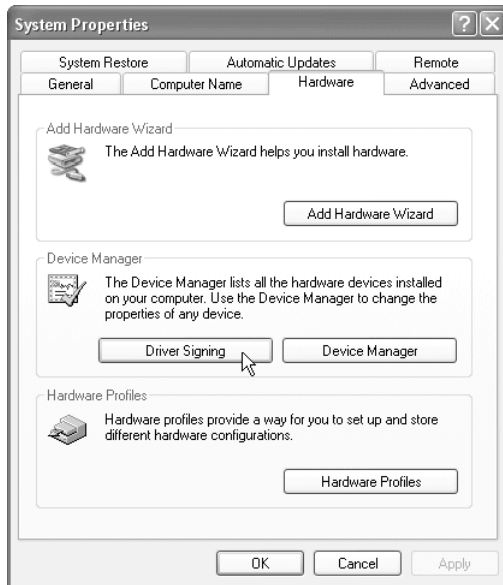 System Properties
System Restore Automatic Updates Remote
General Computer Name Hardware Advanced
Add Hardware Wizard
The Add Hardware Wizard helps you install hardware.
Add Hardware Wizard
Device Manager
The Device Manager lists all the hardware devices installed
on your computer. Use the Device Manager to change the
properties of any device.
Driver Signing Device Manager
Hardware Profiles
Hardware profiles provide a way for you to set up and store
different hardware configurations.
Hardware Profiles
OK Cancel Apply